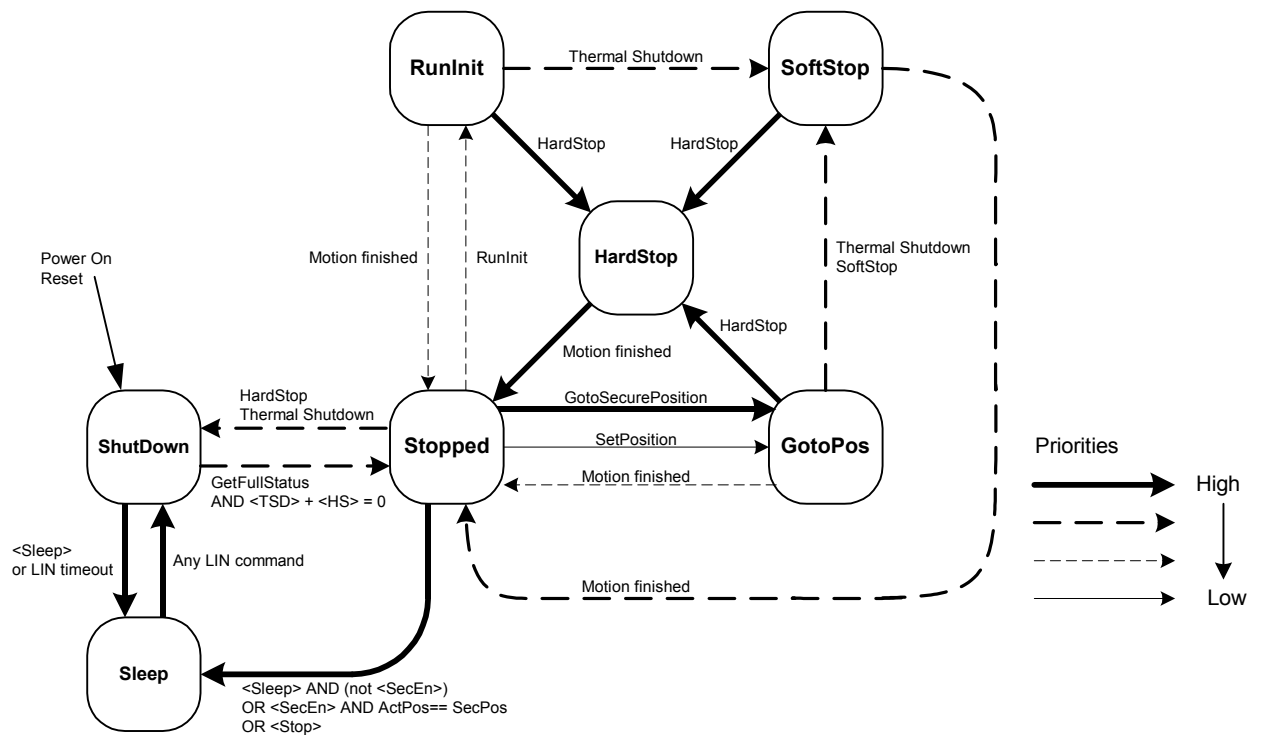 RunInit
Thermal Shutdown
SoftStop
HardStop
HardStop
HardStop
Motion finished
RunInit
Thermal Shutdown
SoftStop
Power On
Reset
HardStop
Motion finished
HardStop
Thermal Shutdown
GotoSecurePosition
ShutDown
Stopped
SetPosition
GotoPos
Motion finished
GetFullStatus
AND <TSD> + <HS> = 0
Priorities
High
Low
<Sleep>
or LIN timeout
Any LIN command
Motion finished
Sleep
<Sleep> AND (not <SecEn>)
OR <SecEn> AND ActPos== SecPos
OR <Stop>